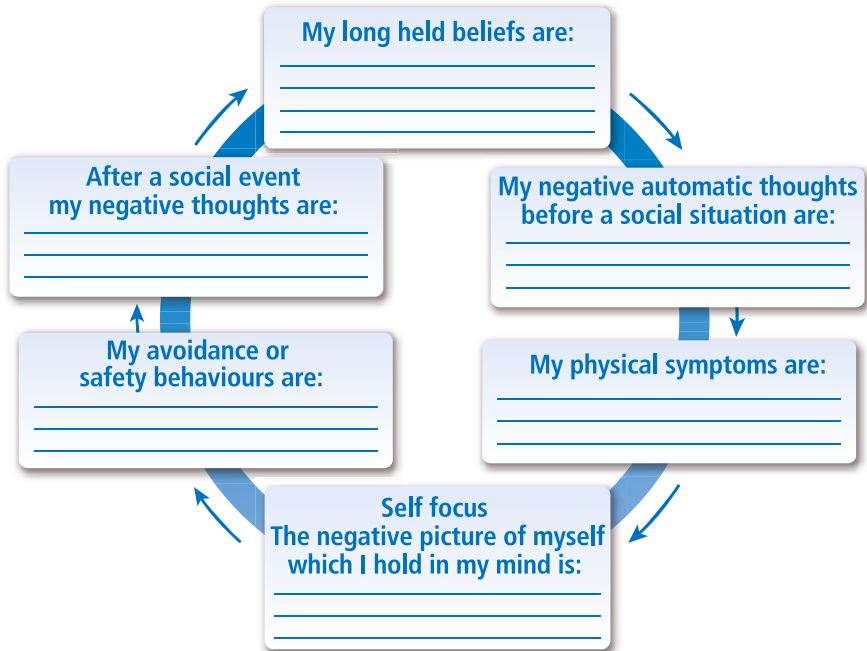 My long held beliefs are:
My negative automatic thoughts
before a social situation are:
My physical symptoms are:
Self focus
The negative picture of myself
which I hold in my mind is:
My avoidance or
safety behaviours are:
After a social event
my negative thoughts are: